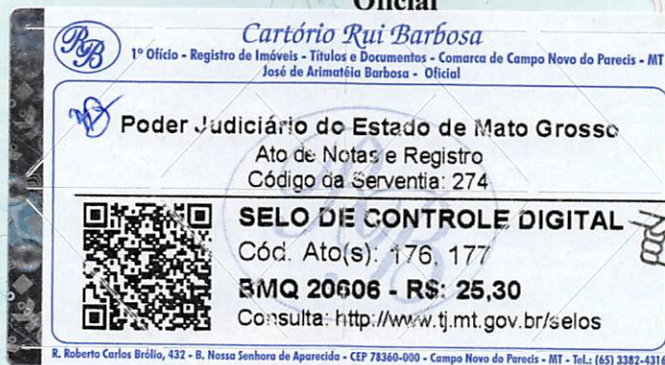 Oficial
RB
Cartório Rui Barbosa
1º Ofício - Registro de Imóveis - Títulos e Documentos - Comarca de Campo Novo do Parecis - MT
José de Arimatéia Barbosa - Oficial
Poder Judiciário do Estado de Mato Grosso
Ato de Notas e Registro
Código da Serventia: 274
SELO DE CONTROLE DIGITAL
Cód. Ato(s): 176, 177
BMQ 20606 - R$: 25,30
Consulta: http://www.tj.mt.gov.br/selos
R. Roberto Carlos Brólio, 432 - B. Nossa Senhora de Aparecida - CEP 78360-000 - Campo Novo do Parecis - MT - Tel.: (65) 3382-4316